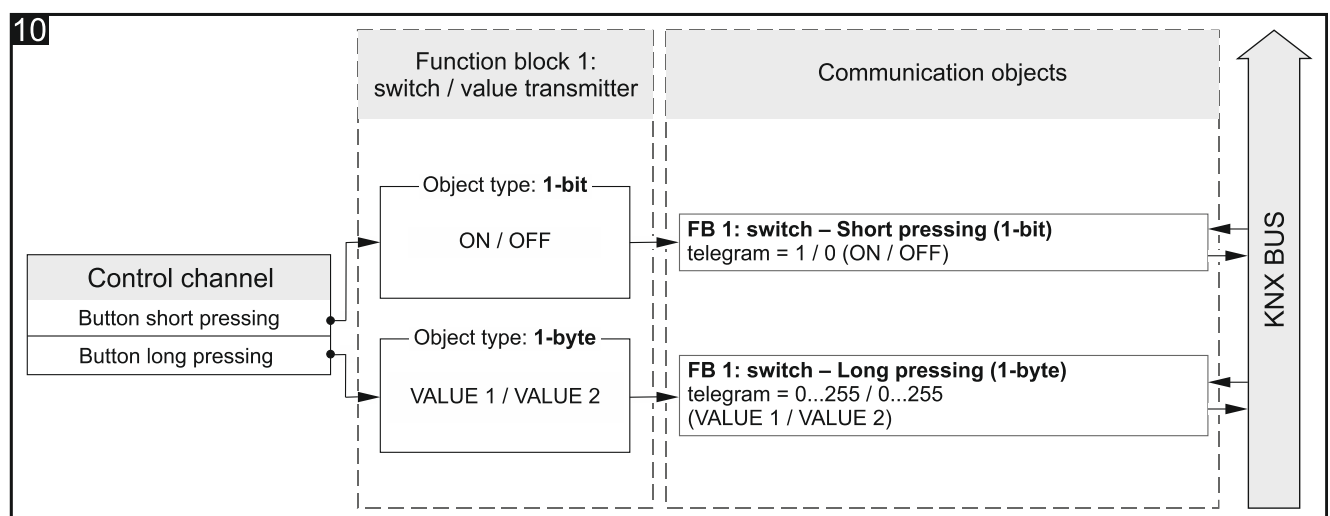 10
Function block 1:
switch / value transmitter
Communication objects
Object type: 1-bit
ON / OFF
FB 1: switch – Short pressing (1-bit)
telegram = 1 / 0 (ON / OFF)
Control channel
Button short pressing
Button long pressing
Object type: 1-byte
VALUE 1 / VALUE 2
FB 1: switch – Long pressing (1-byte)
telegram = 0...255 / 0...255
(VALUE 1 / VALUE 2)
KNX BUS